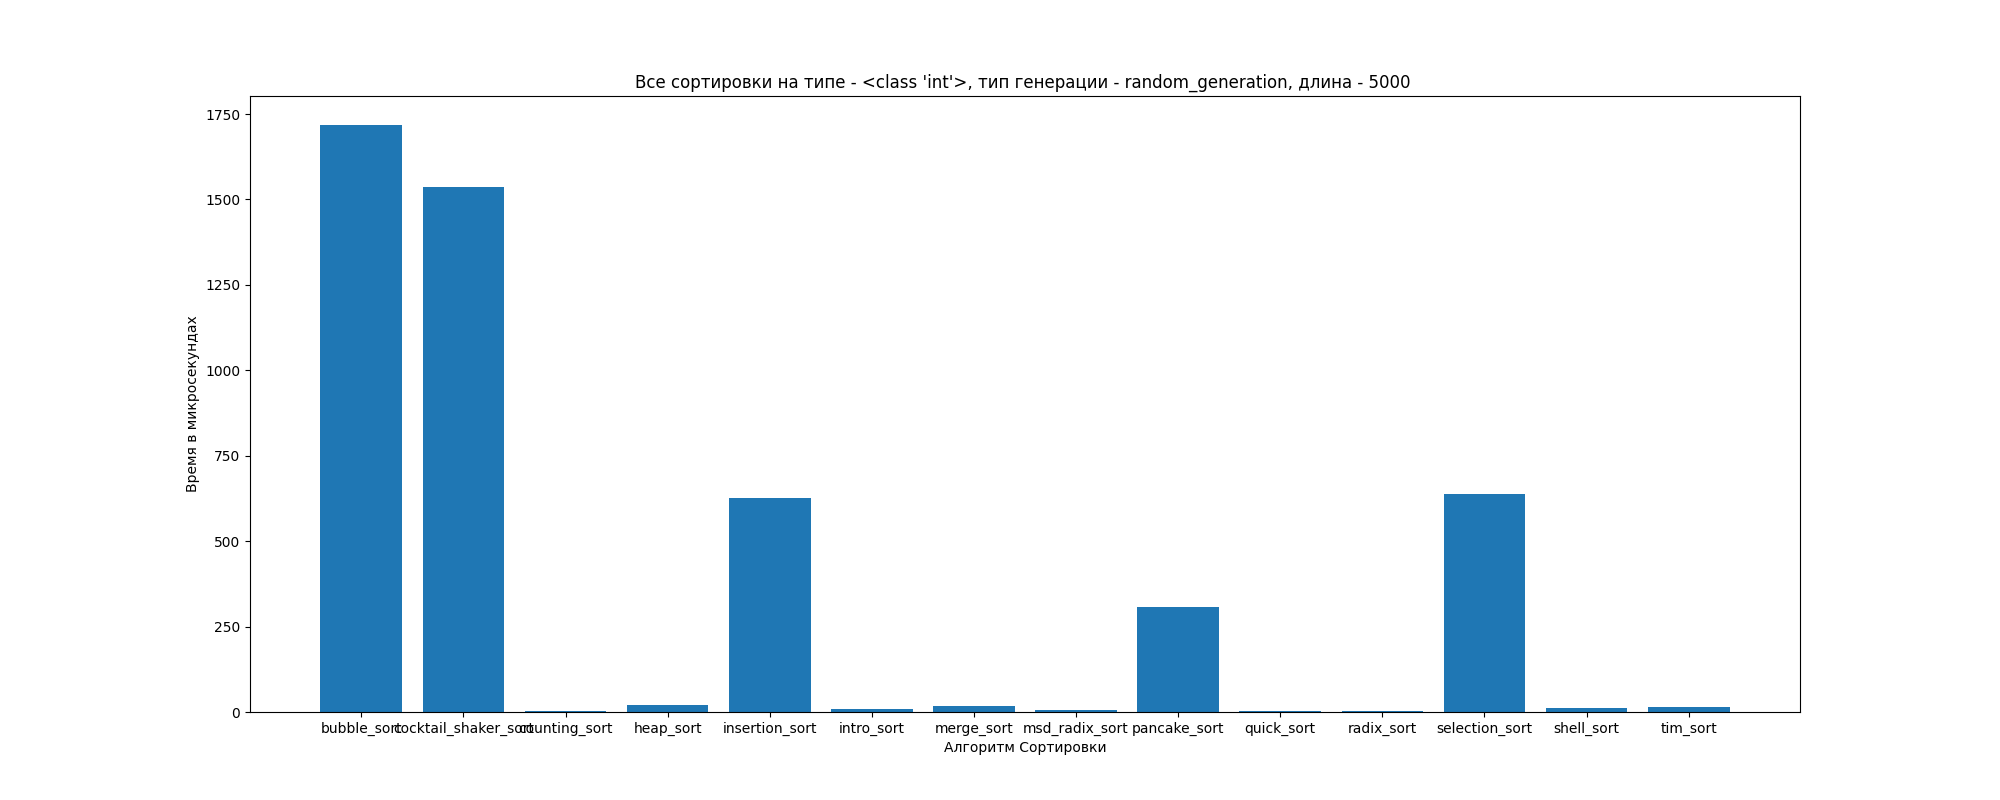 Все сортировки на типе - <class 'int'>, тип генерации - random_generation, длина - 5000
1750
1500
1250
1000
750
500
250
0
Время в микросекундах
bubble_sort cocktail_shaker_sort counting_sort heap_sort insertion_sort intro_sort merge_sort msd_radix_sort pancake_sort quick_sort radix_sort selection_sort shell_sort tim_sort
Алгоритм Сортировки